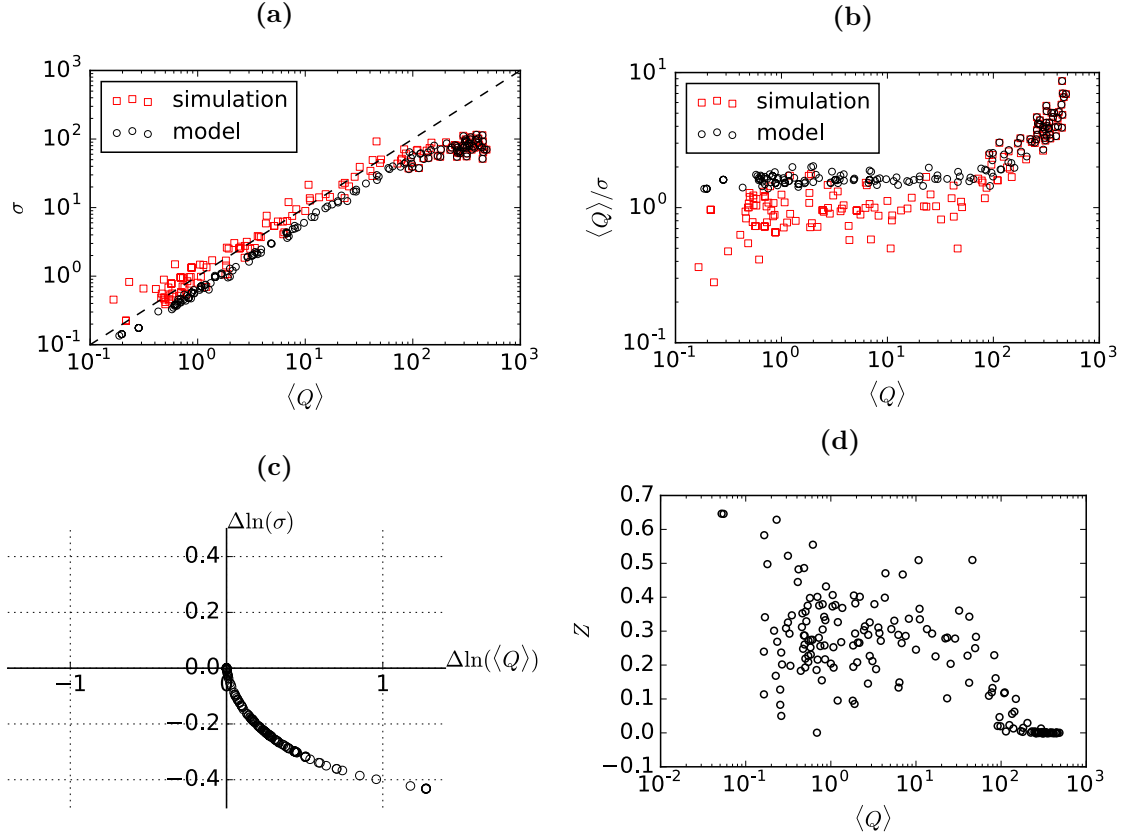 (a)
10^3
10^2
10^1
10^0
10^-1
σ
simulation
model
10^-1 10^0 10^1 10^2 10^3
⟨Q⟩
(b)
10^1
10^0
10^-1
⟨Q⟩/σ
simulation
model
10^-1 10^0 10^1 10^2 10^3
⟨Q⟩
(c)
Δln(σ)
0.4
0.2
0.0
−0.2
−0.4
−1 1
Δln(⟨Q⟩)
(d)
0.7
0.6
0.5
0.4
0.3
0.2
0.1
0.0
−0.1
Z
10^-2 10^-1 10^0 10^1 10^2 10^3
⟨Q⟩